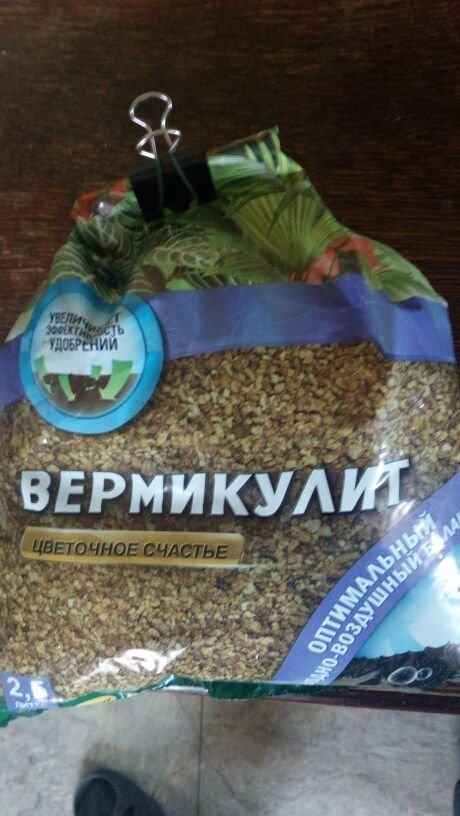 УВЕЛИЧИВАЕТ
ЭФФЕКТИВНОСТЬ
УДОБРЕНИЙ
ВЕРМИКУЛИТ
ЦВЕТОЧНОЕ СЧАСТЬЕ
ОПТИМАЛЬНЫЙ
2,5